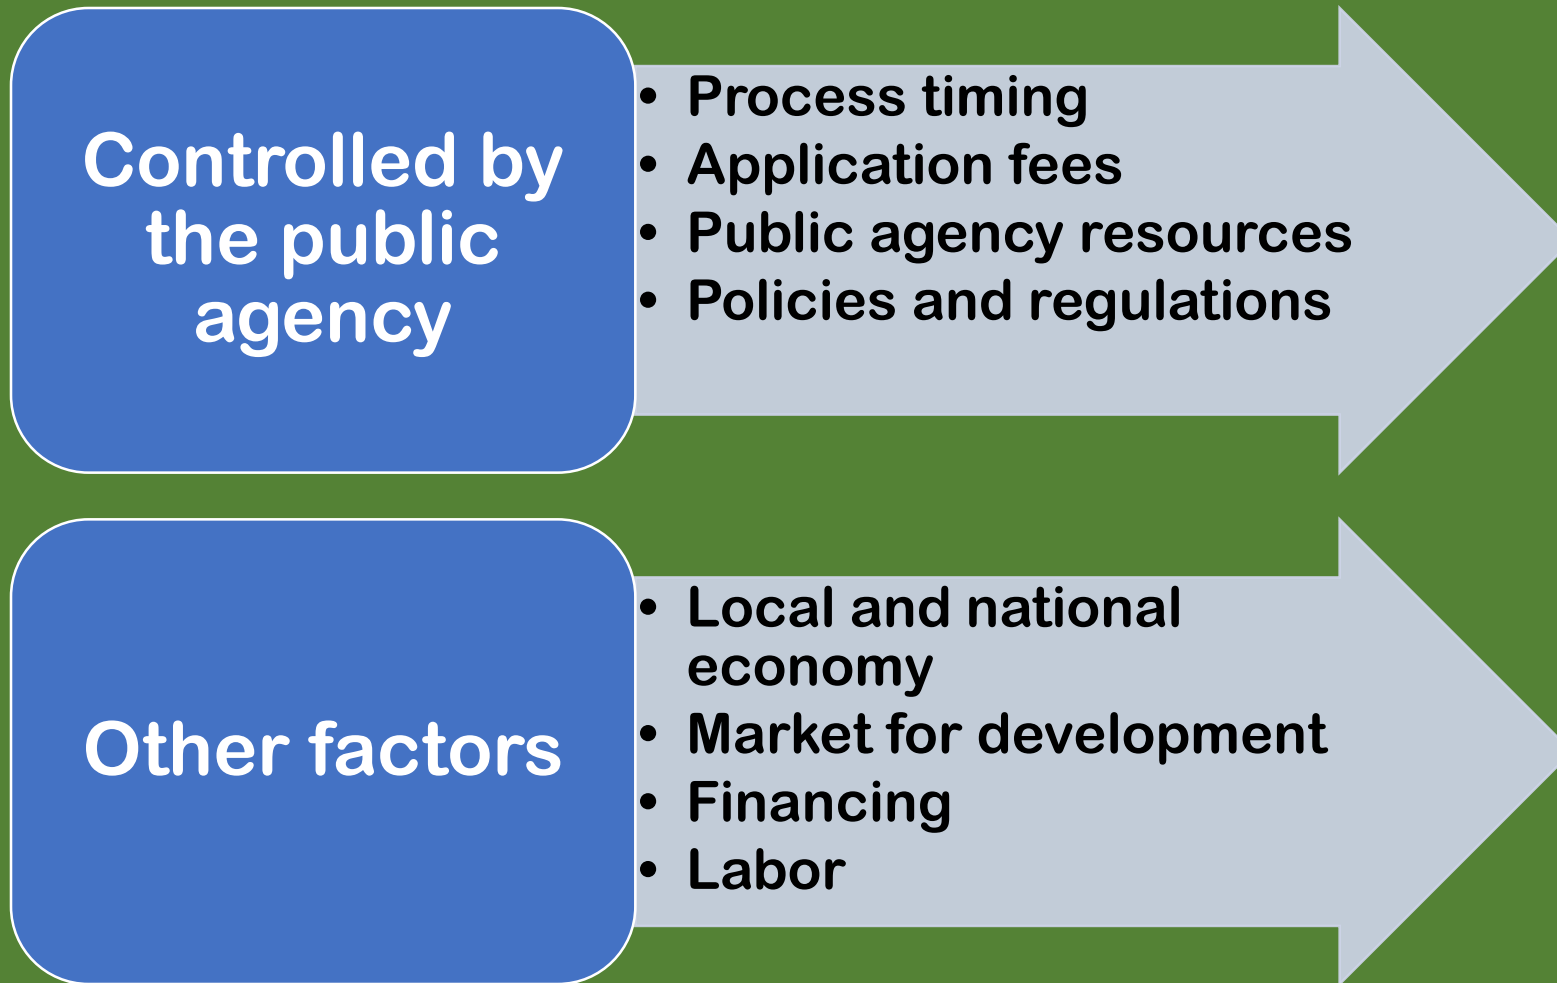 Controlled by
the public
agency
• Process timing
• Application fees
• Public agency resources
• Policies and regulations
Other factors
• Local and national
economy
• Market for development
• Financing
• Labor